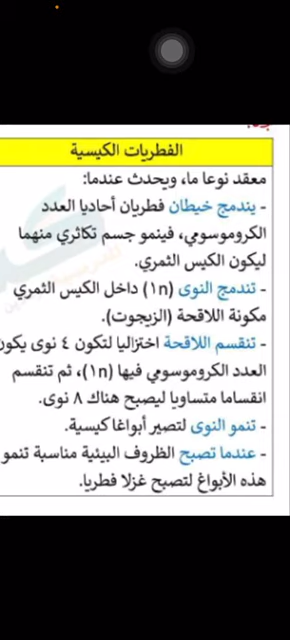 الفطريات الكيسية
معقد نوعا ما، ويحدث عندما:
- يندمج خيطان فطريان أحاديا العدد
الكروموسومي، فينمو جسم تكاثري منهما
ليكون الكيس الثمري.
- تندمج النوى (1n) داخل الكيس الثمري
مكونة اللاقحة (الزيجوت).
- تنقسم اللاقحة اختزاليا لتكون ٤ نوى يكون
العدد الكروموسومي فيها (1n)، ثم تنقسم
انقساما متساويا ليصبح هناك ٨ نوى.
- تنمو النوى لتصير أبواغا كيسية.
- عندما تصبح الظروف البيئية مناسبة تنمو
هذه الأبواغ لتصبح غزلا فطريا.